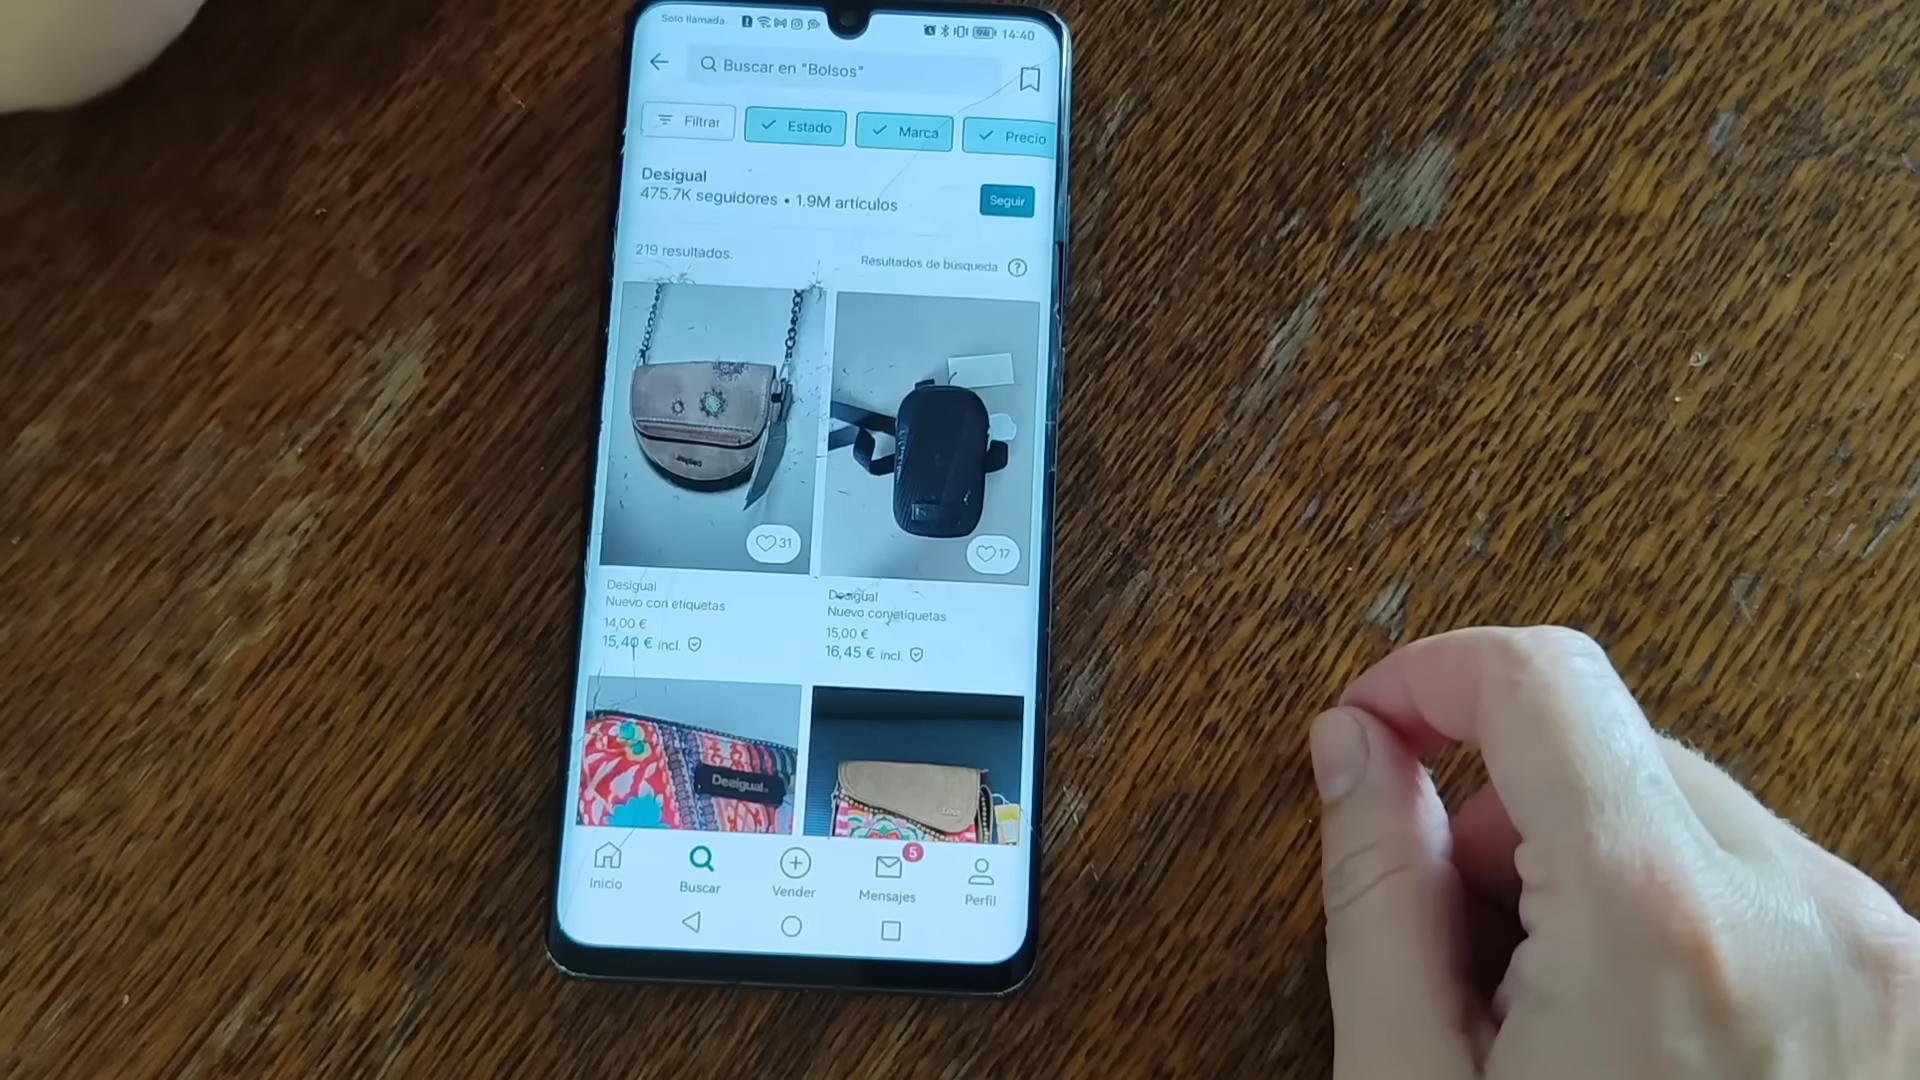 Solo llamada 14:40
Buscar en "Bolsos"
Filtrar Estado Marca Precio
Desigual
475.7K seguidores • 1.9M artículos
Seguir
219 resultados.
Resultados de búsqueda ?
31
17
Desigual
Nuevo con etiquetas
14,00 €
15,40 € incl.
Desigual
Nuevo con etiquetas
15,00 €
16,45 € incl.
Desigual.
5
Inicio Buscar Vender Mensajes Perfil